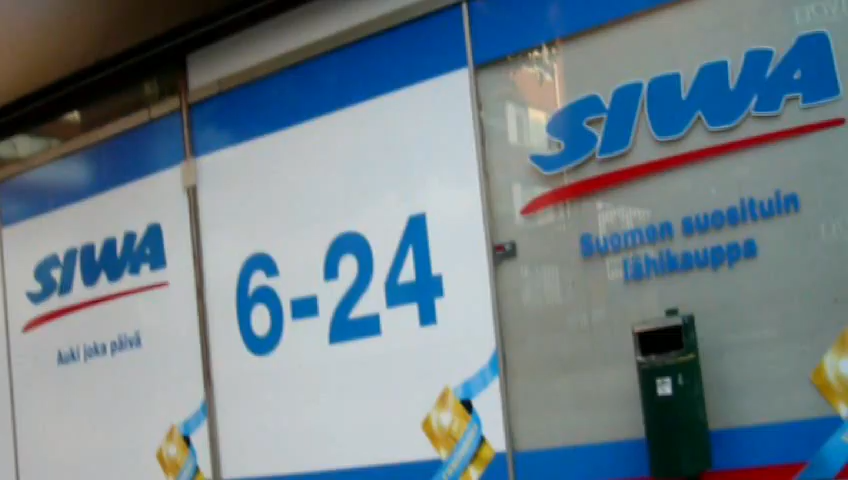 SIWA
Auki joka päivä
6-24
SIWA
Suomen suosituin
lähikauppa